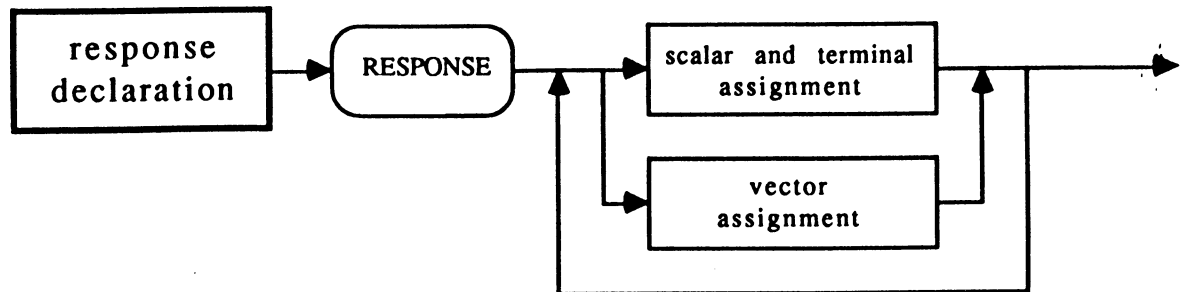 response
declaration
RESPONSE
scalar and terminal
assignment
vector
assignment